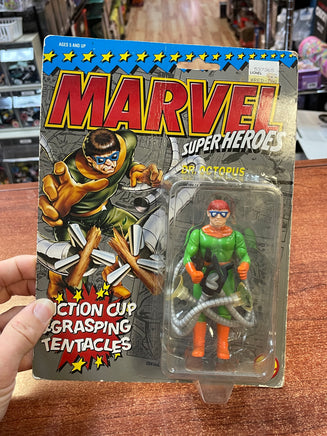 AGES 5 AND UP
MARVEL
SUPER HEROES
DR. OCTOPUS
SUCTION CUP
& GRASPING
TENTACLES